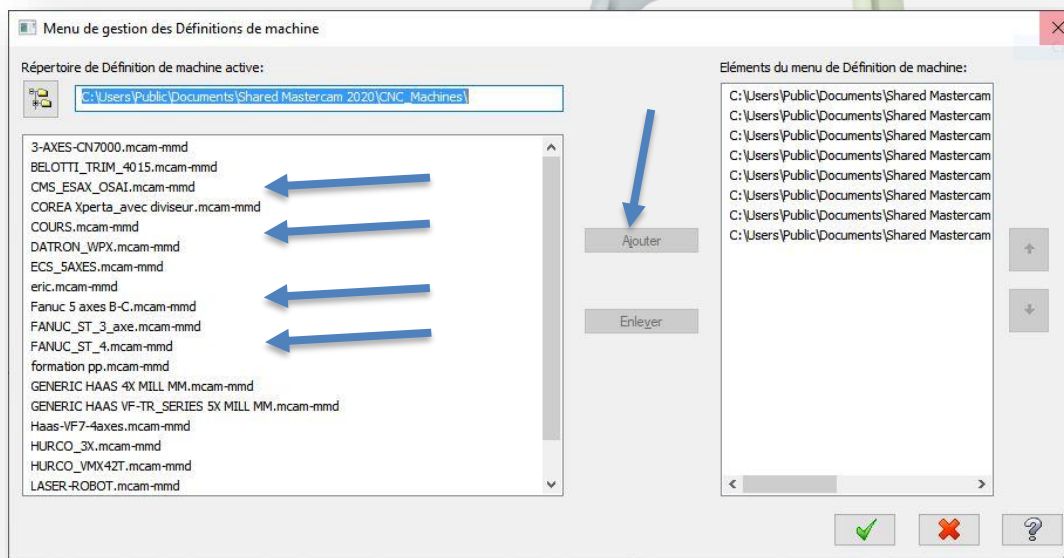 Menu de gestion des Définitions de machine
Répertoire de Définition de machine active:
C:\Users\Public\Documents\Shared Mastercam 2020\CNC_Machines\
3-AXES-CN7000.mcam-mmd
BELOTTI_TRIM_4015.mcam-mmd
CMS_ESAX_OSAI.mcam-mmd
COREA Xperta_avec diviseur.mcam-mmd
COURS.mcam-mmd
DATRON_WPX.mcam-mmd
ECS_5AXES.mcam-mmd
eric.mcam-mmd
Fanuc 5 axes B-C.mcam-mmd
FANUC_ST_3_axe.mcam-mmd
FANUC_ST_4.mcam-mmd
formation pp.mcam-mmd
GENERIC HAAS 4X MILL MM.mcam-mmd
GENERIC HAAS VF-TR_SERIES 5X MILL MM.mcam-mmd
Haas-VF7-4axes.mcam-mmd
HURCO_3X.mcam-mmd
HURCO_VMX42T.mcam-mmd
LASER-ROBOT.mcam-mmd
Ajouter
Enlever
Eléments du menu de Définition de machine:
C:\Users\Public\Documents\Shared Mastercam
C:\Users\Public\Documents\Shared Mastercam
C:\Users\Public\Documents\Shared Mastercam
C:\Users\Public\Documents\Shared Mastercam
C:\Users\Public\Documents\Shared Mastercam
C:\Users\Public\Documents\Shared Mastercam
C:\Users\Public\Documents\Shared Mastercam
C:\Users\Public\Documents\Shared Mastercam